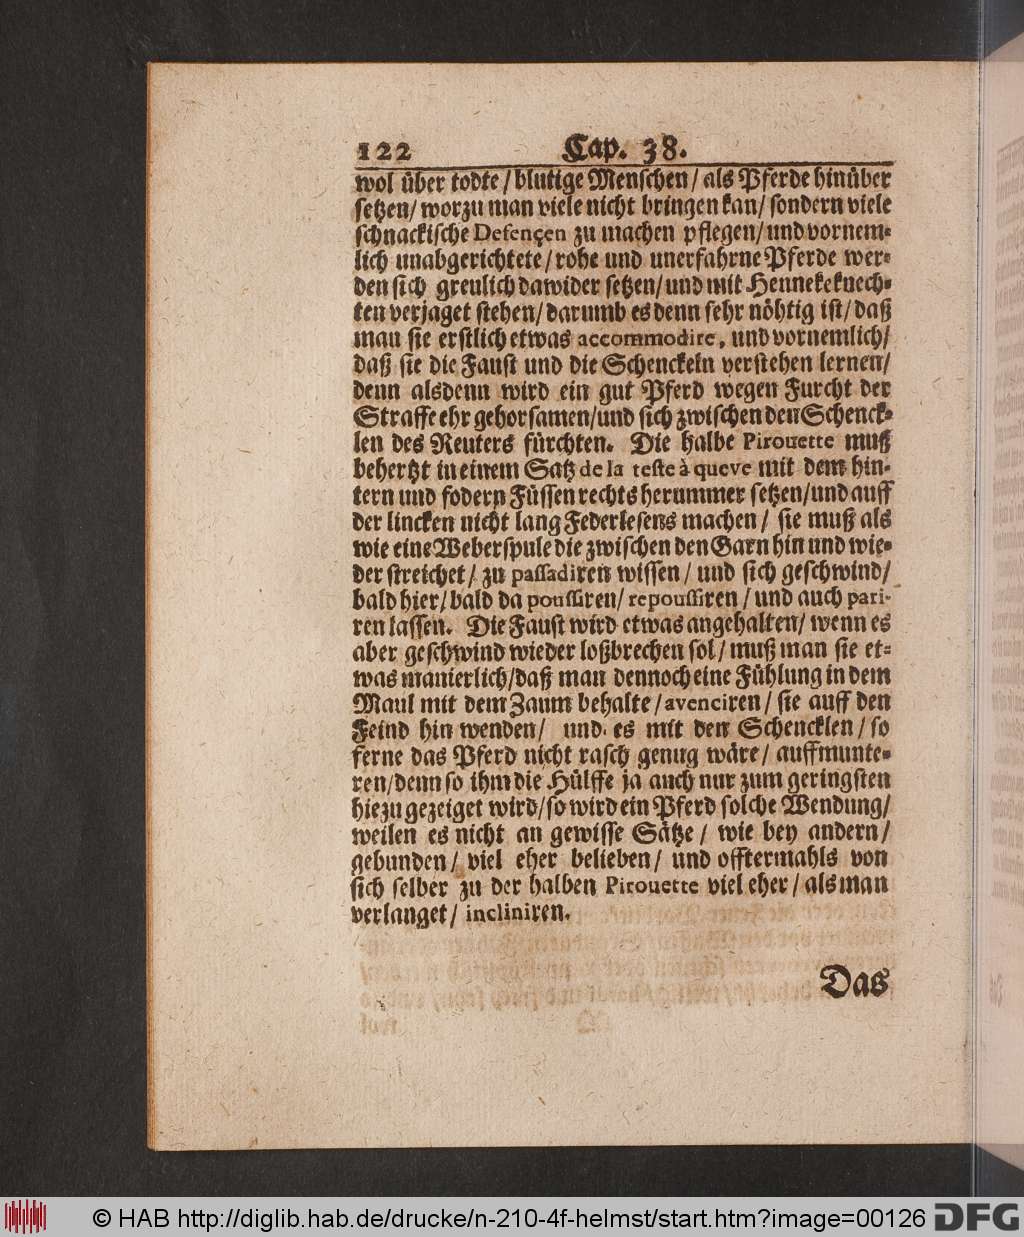 122 Cap. 38.
wol über todte / blutige Menschen / als Pferde hinüber
setzen / worzu man viele nicht bringen kan / sondern viele
schnackische Defençen zu machen pflegen / und vornem-
lich unabgerichtete / rohe und unerfahrne Pferde wer-
den sich greulich dawider setzen / und mit Hennekeknech-
ten verjaget stehen / darumb es denn sehr nöhtig ist / daß
man sie erstlich etwas accommodire, und vornemlich /
daß sie die Faust und die Schenckeln verstehen lernen /
denn alsdenn wird ein gut Pferd wegen Furcht der
Straffe ehr gehorsamen / und sich zwischen den Schenck-
len des Reuters fürchten. Die halbe Pirouette muß
behertzt in einem Satz de la teste à queve mit dem hin-
tern und fodern Füssen rechts herummer setzen / und auff
der lincken nicht lang Federlesens machen / sie muß als
wie eine Weberspule die zwischen den Garn hin und wie-
der streichet / zu passadiren wissen / und sich geschwind /
bald hier / bald da poussiren / repoussiren / und auch pari-
ren lassen. Die Faust wird etwas angehalten / wenn es
aber geschwind wieder loßbrechen sol / muß man sie et-
was manierlich / daß man dennoch eine Fühlung in dem
Maul mit dem Zaum behalte / avenciren / sie auff den
Feind hin wenden / und es mit den Schencklen / so
ferne das Pferd nicht rasch genug wäre / auffmunte-
ren / denn so ihm die Hülffe ja auch nur zum geringsten
hiezu gezeiget wird / so wird ein Pferd solche Wendung /
weilen es nicht an gewisse Sätze / wie bey andern /
gebunden / viel eher belieben / und offtermahls von
sich selber zu der halben Pirouette viel eher / als man
verlanget / incliniren.
Das
© HAB http://diglib.hab.de/drucke/n-210-4f-helmst/start.htm?image=00126 DFG